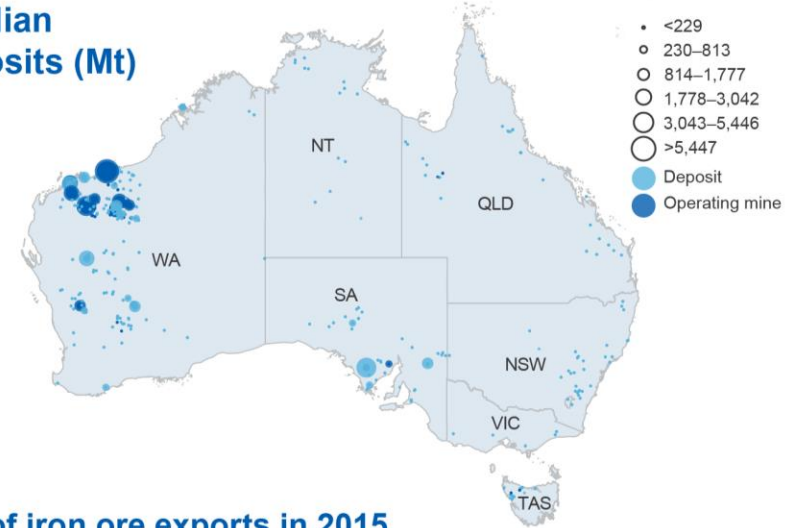 lian
osits (Mt)
<229
230–813
814–1,777
1,778–3,042
3,043–5,446
>5,447
Deposit
Operating mine
NT
QLD
WA
SA
NSW
VIC
TAS
of iron ore exports in 2015